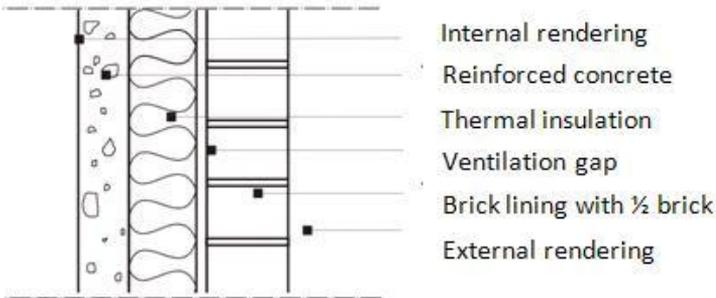 Internal rendering
Reinforced concrete
Thermal insulation
Ventilation gap
Brick lining with ½ brick
External rendering